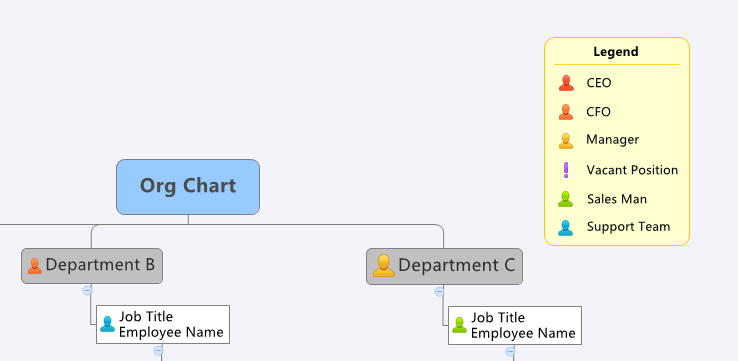 Legend
CEO
CFO
Manager
Vacant Position
Sales Man
Support Team
Org Chart
Department B
Department C
Job Title
Employee Name
Job Title
Employee Name